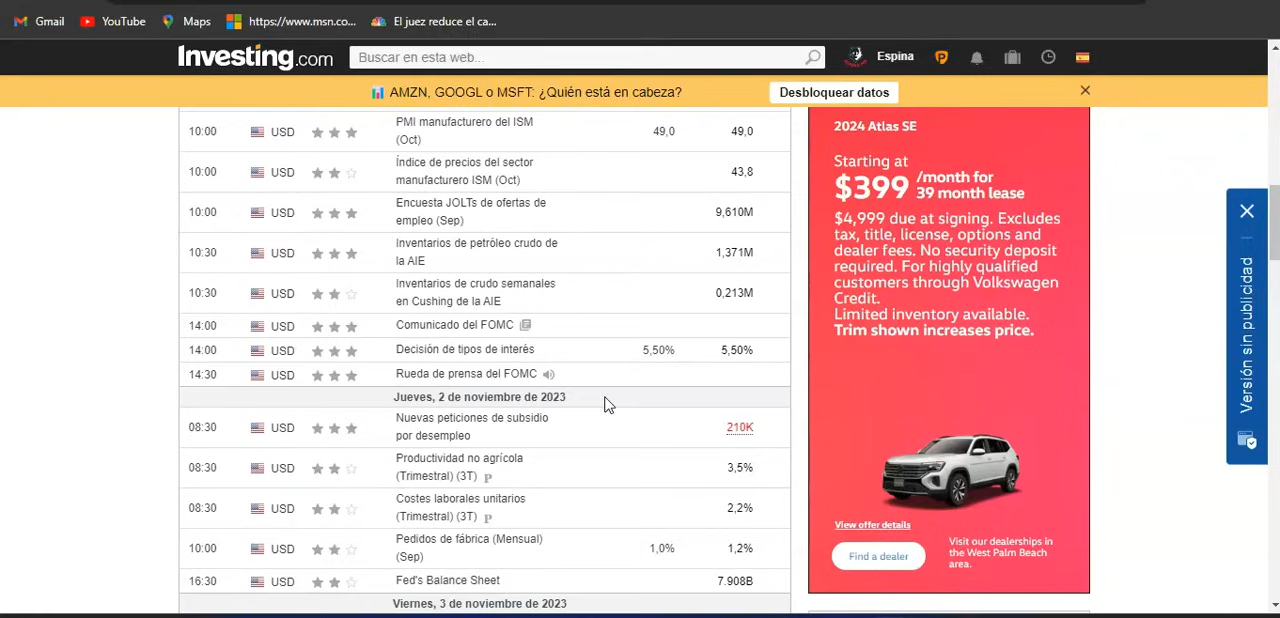 Gmail YouTube Maps https://www.msn.co... El juez reduce el ca...
Investing.com Buscar en esta web... Espina
AMZN, GOOGL o MSFT: ¿Quién está en cabeza? Desbloquear datos
10:00 USD PMI manufacturero del ISM 49,0 49,0
(Oct)
10:00 USD Índice de precios del sector 43,8
manufacturero ISM (Oct)
10:00 USD Encuesta JOLTs de ofertas de 9,610M
empleo (Sep)
10:30 USD Inventarios de petróleo crudo de 1,371M
la AIE
10:30 USD Inventarios de crudo semanales 0,213M
en Cushing de la AIE
14:00 USD Comunicado del FOMC
14:00 USD Decisión de tipos de interés 5,50% 5,50%
14:30 USD Rueda de prensa del FOMC
Jueves, 2 de noviembre de 2023
08:30 USD Nuevas peticiones de subsidio 210K
por desempleo
08:30 USD Productividad no agrícola 3,5%
(Trimestral) (3T) P
08:30 USD Costes laborales unitarios 2,2%
(Trimestral) (3T) P
10:00 USD Pedidos de fábrica (Mensual) 1,0% 1,2%
(Sep)
16:30 USD Fed's Balance Sheet 7.908B
Viernes, 3 de noviembre de 2023
2024 Atlas SE
Starting at
$399 /month for
39 month lease
$4,999 due at signing. Excludes
tax, title, license, options and
dealer fees. No security deposit
required. For highly qualified
customers through Volkswagen
Credit.
Limited inventory available.
Trim shown increases price.
View offer details
Find a dealer
Visit our dealerships in
the West Palm Beach
area.
Versión sin publicidad